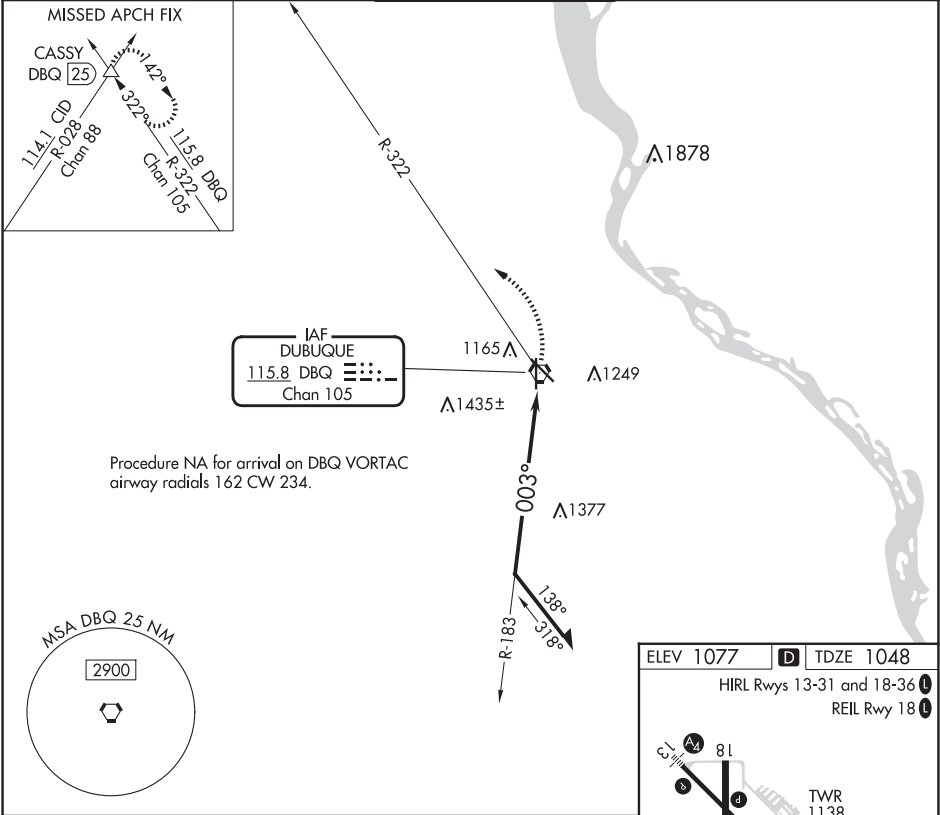 MISSED APCH FIX
CASSY
DBQ 25
142°
322°
114.1 CID
R-028
Chan 88
115.8 DBQ
R-322
Chan 105
R-322
1878
IAF
DUBUQUE
115.8 DBQ
Chan 105
1165
1249
1435±
Procedure NA for arrival on DBQ VORTAC
airway radials 162 CW 234.
003°
1377
138°
318°
R-183
MSA DBQ 25 NM
2900
ELEV 1077 D TDZE 1048
HIRL Rwys 13-31 and 18-36 L
REIL Rwy 18 L
13
A4
18
P
P
TWR
1138